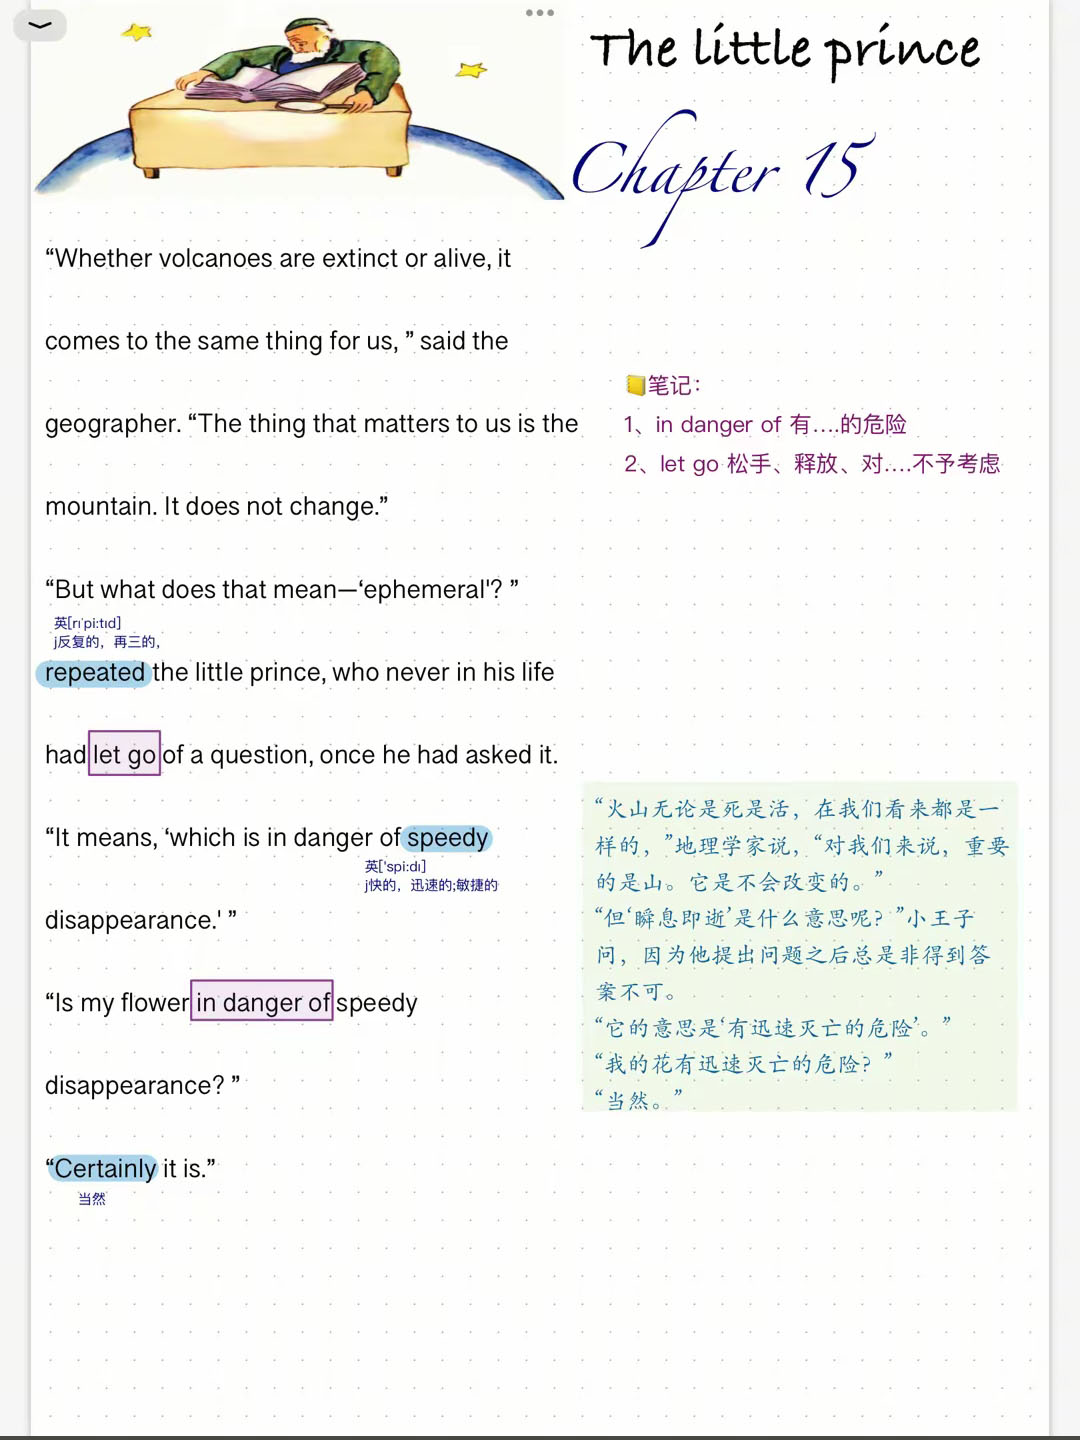 The little prince
Chapter 15
“Whether volcanoes are extinct or alive, it
comes to the same thing for us, ” said the
geographer. “The thing that matters to us is the
mountain. It does not change.”
“But what does that mean—‘ephemeral'? ”
英[rɪˈpiːtɪd]
j反复的，再三的，
repeated the little prince, who never in his life
had let go of a question, once he had asked it.
“It means, ‘which is in danger of speedy
英['spiːdɪ]
j快的，迅速的;敏捷的
disappearance.' ”
“Is my flower in danger of speedy
disappearance? ”
“Certainly it is.”
当然
📒笔记：
1、in danger of 有....的危险
2、let go 松手、释放、对....不予考虑
“火山无论是死是活，在我们看来都是一
样的，”地理学家说，“对我们来说，重要
的是山。它是不会改变的。”
“但‘瞬息即逝’是什么意思呢？”小王子
问，因为他提出问题之后总是非得到答
案不可。
“它的意思是‘有迅速灭亡的危险’。”
“我的花有迅速灭亡的危险？”
“当然。”